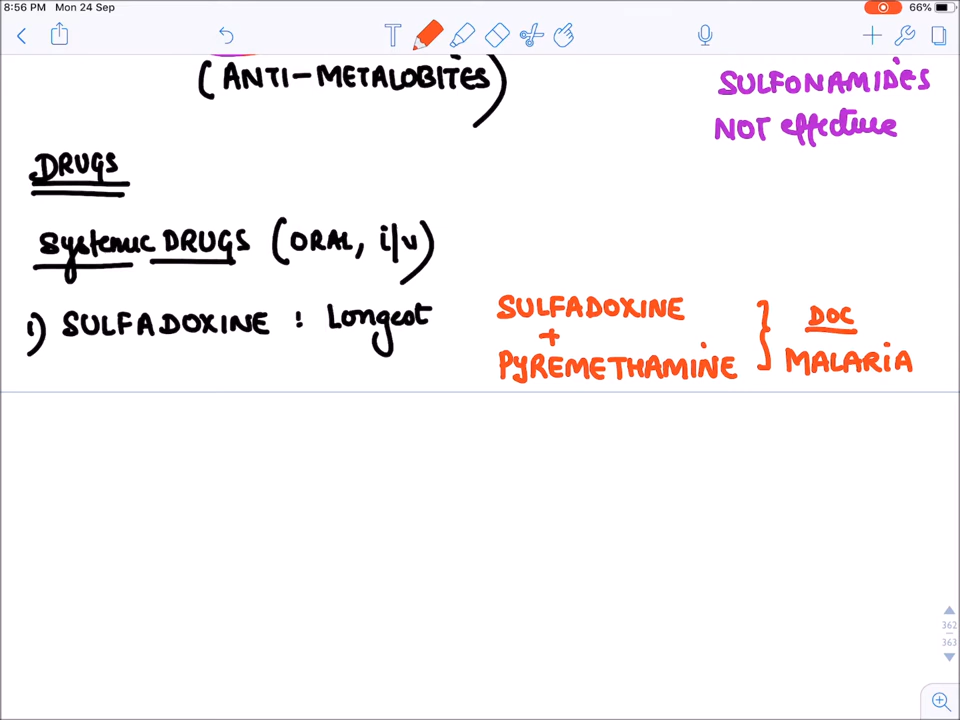 8:56 PM Mon 24 Sep
66%
T
(ANTI-METALOBITES)
SULFONAMIDES
NOT effective
DRUGS
Systemic DRUGS (ORAL, i/v)
1) SULFADOXINE : Longest
SULFADOXINE
+
PYREMETHAMINE
} DOC
MALARIA
362
363